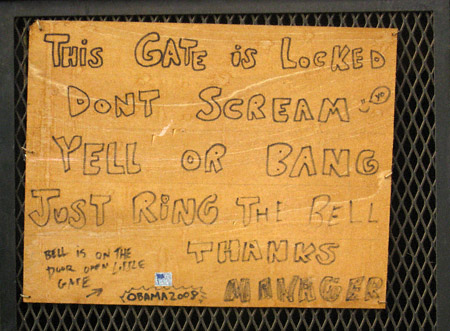 THIS GATE is LOCKED
DONT SCREAM
YELL OR BANG
JUST RING THE BELL
THANKS
MANAGER
BELL IS ON THE
DOOR OPEN LITTLE
GATE
OBAMA2008